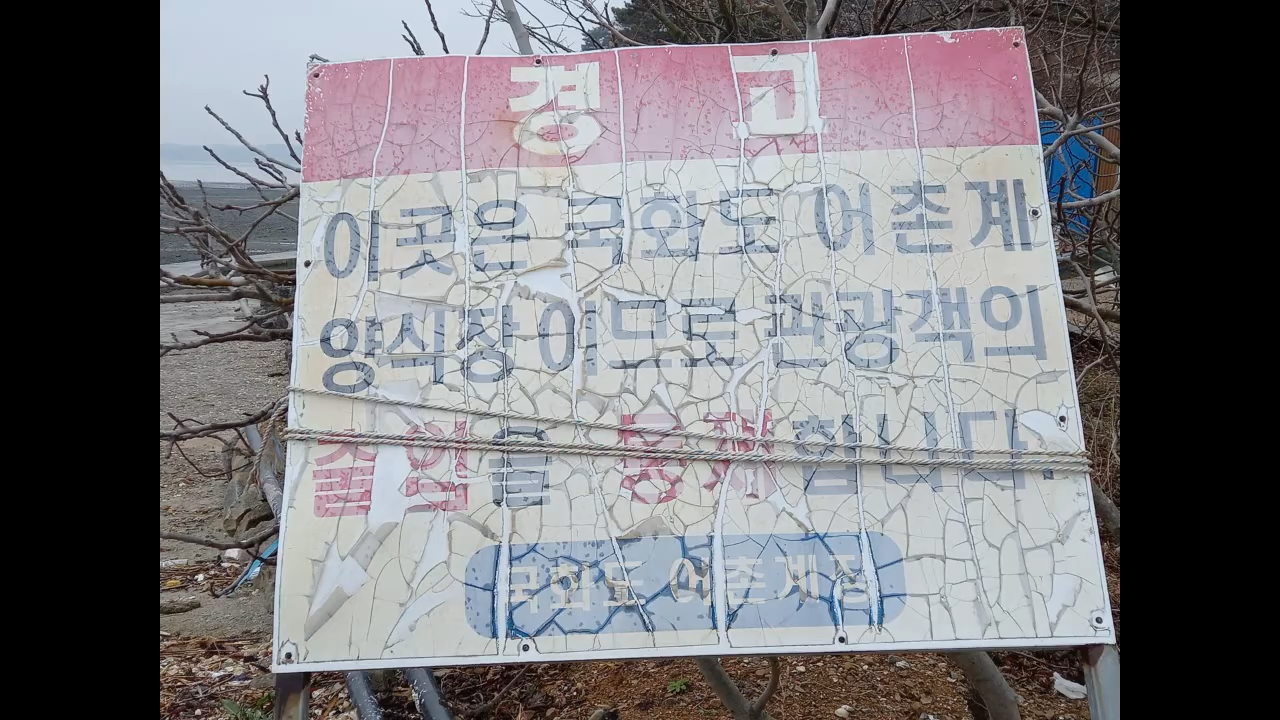 경고
이곳은 국화도 어촌계
양식장 이므로 관광객의
출입을 통제합니다.
국화도 어촌계장